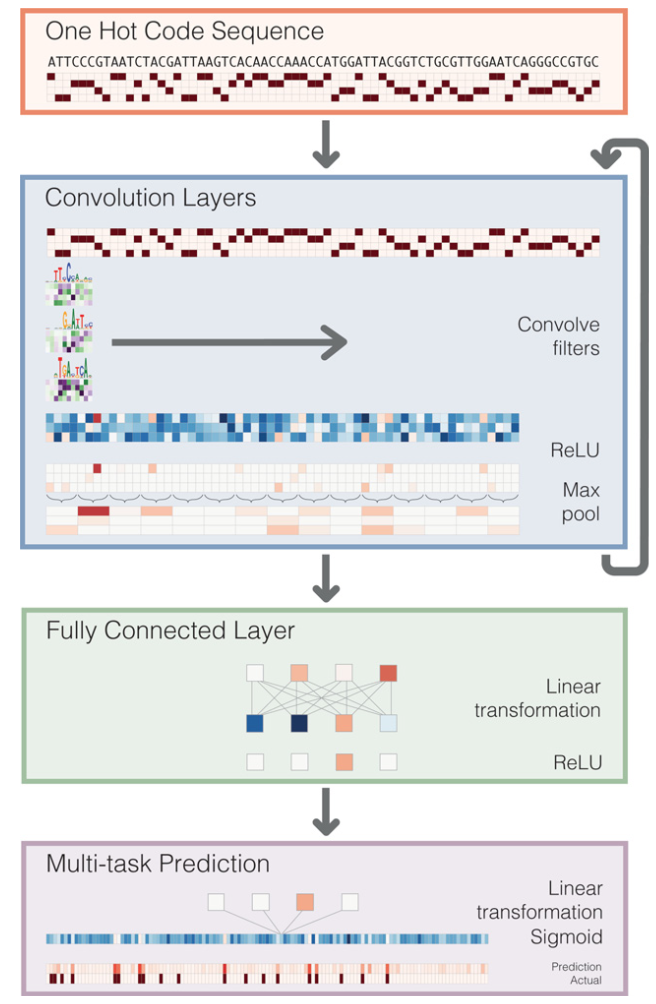 One Hot Code Sequence
ATTCCCGTAATCTACGATTAAGTCACAACCAAACCATGGATTACGGTCTGCGTTGGAATCAGGGCCGTGC
Convolution Layers
Convolve
filters
ReLU
Max
pool
Fully Connected Layer
Linear
transformation
ReLU
Multi-task Prediction
Linear
transformation
Sigmoid
Prediction
Actual